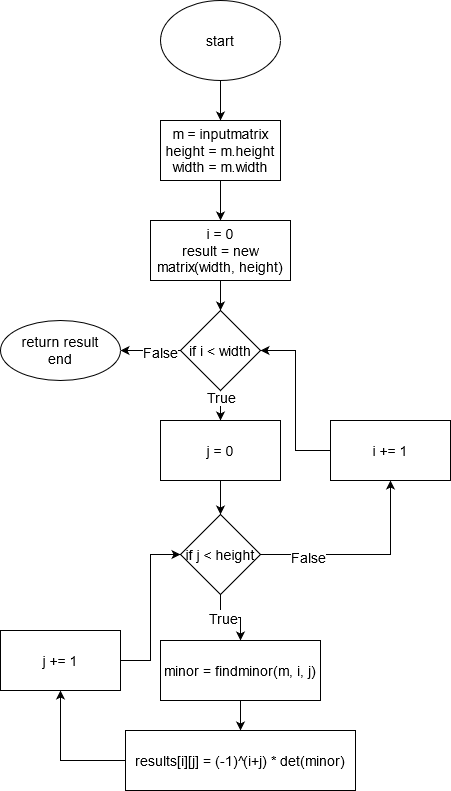 start
m = inputmatrix
height = m.height
width = m.width
i = 0
result = new
matrix(width, height)
if i < width
False
return result
end
True
j = 0
i += 1
if j < height
False
True
j += 1
minor = findminor(m, i, j)
results[i][j] = (-1)^(i+j) * det(minor)